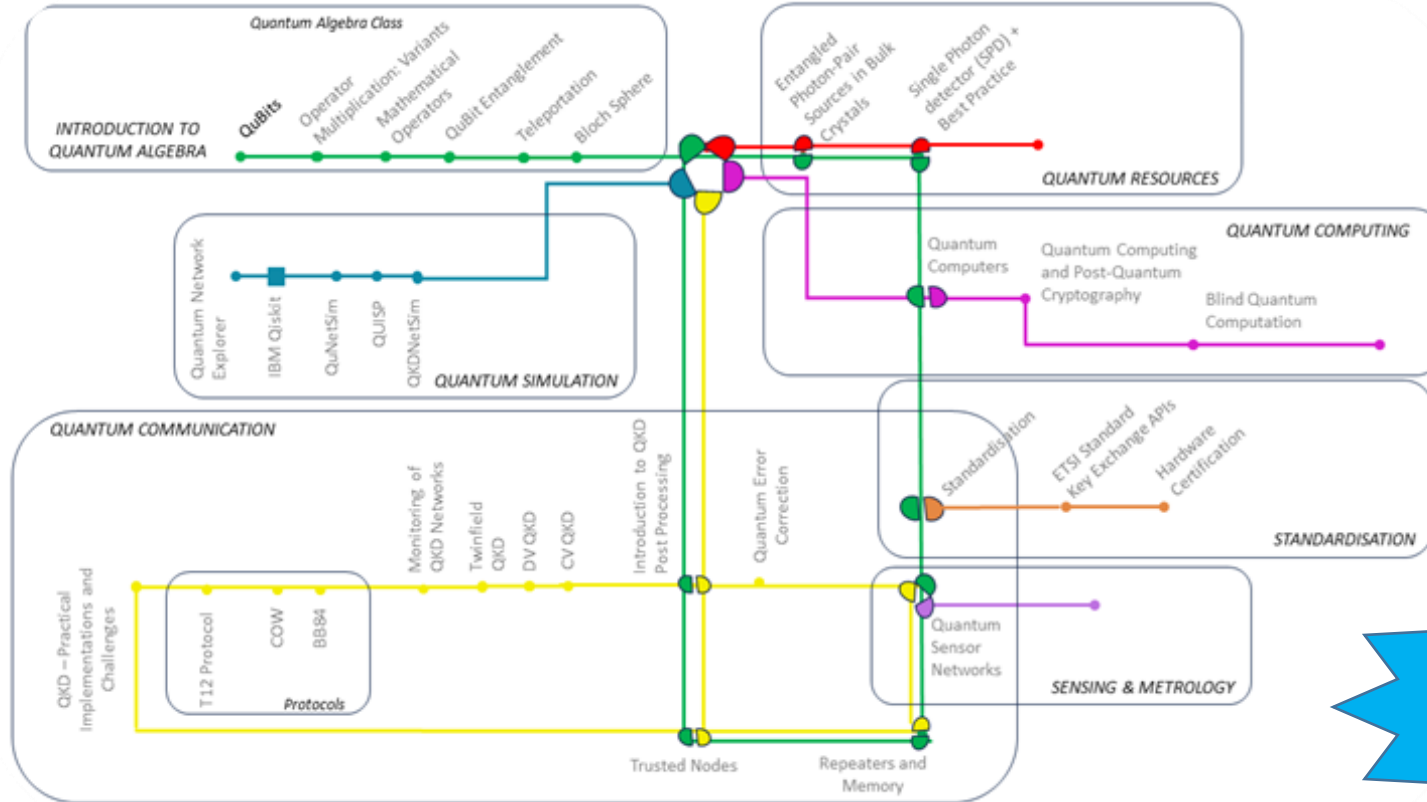 Quantum Algebra Class
QuBits
Operator
Multiplication: Variants
Mathematical
Operators
QuBit Entanglement
Teleportation
Bloch Sphere
INTRODUCTION TO
QUANTUM ALGEBRA
Entangled
Photon-Pair
Sources in Bulk
Crystals
Single Photon
detector (SPD) +
Best Practice
QUANTUM RESOURCES
Quantum Network
Explorer
IBM Qiskit
QuNetSim
QUISP
QKDNetSim
QUANTUM SIMULATION
QUANTUM COMPUTING
Quantum
Computers
Quantum Computing
and Post-Quantum
Cryptography
Blind Quantum
Computation
QUANTUM COMMUNICATION
QKD – Practical
Implementations and
Challenges
T12 Protocol
COW
BB84
Protocols
Monitoring of
QKD Networks
Twinfield
QKD
DV QKD
CV QKD
Introduction to QKD
Post Processing
Quantum Error
Correction
Trusted Nodes
Repeaters and
Memory
Standardisation
ETSI Standard
Key Exchange APIs
Hardware
Certification
STANDARDISATION
Quantum
Sensor
Networks
SENSING & METROLOGY